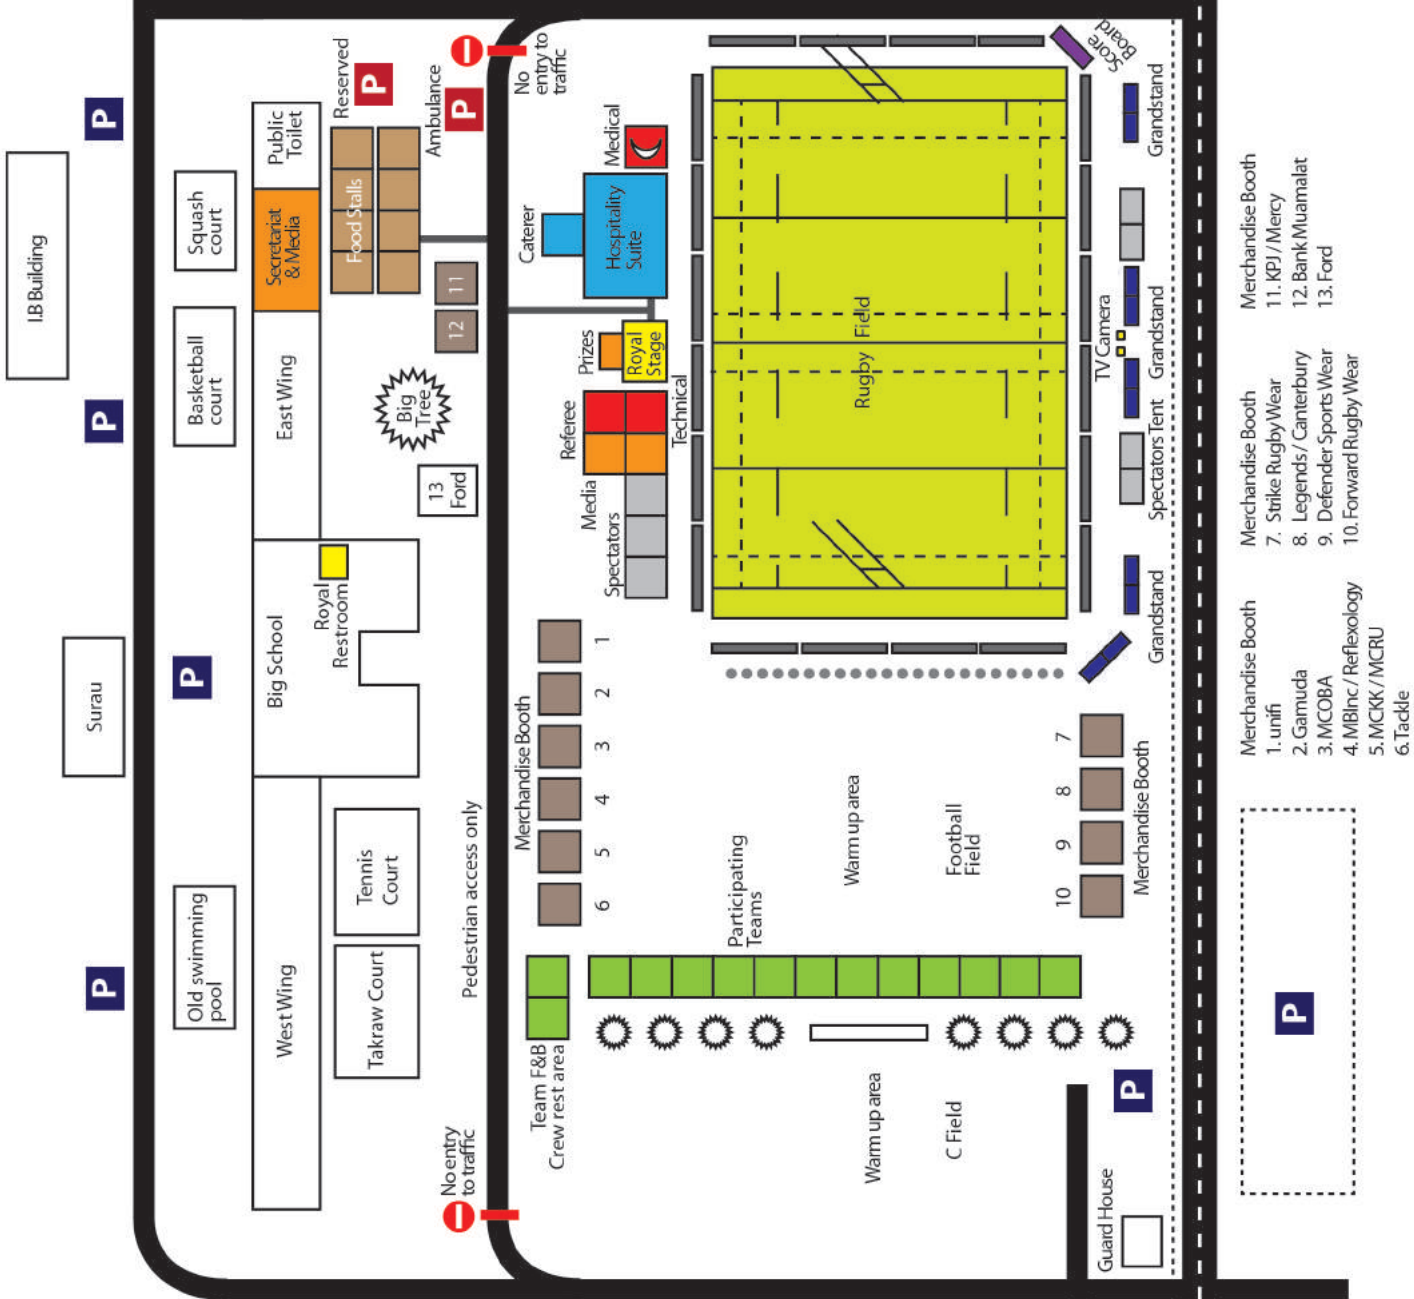 I.B Building
Surau
P
P
P
Old swimming
pool
P
Basketball
court
Squash
court
West Wing
Big School
East Wing
Secretariat
& Media
Public
Toilet
Royal
Restroom
Takraw Court
Tennis
Court
Food Stalls
Reserved
P
Big
Tree
13
Ford
12
11
Ambulance
P
No entry
to traffic
Pedestrian access only
No
entry to
traffic
Team F&B
Crew rest area
Merchandise Booth
6
5
4
3
2
1
Spectators
Media
Referee
Technical
Prizes
Royal
Stage
Caterer
Hospitality
Suite
Medical
Participating
Teams
Warm up area
Football
Field
Warm up area
C Field
Rugby Field
Score
Board
10
9
8
7
Merchandise Booth
Guard House
P
Grandstand
Spectators Tent
TV Camera
Grandstand
Grandstand
P
Merchandise Booth
1. unifi
2. Gamuda
3. MCOBA
4. MBInc / Reflexology
5. MCKK / MCRU
6. Tackle
Merchandise Booth
7. Strike Rugby Wear
8. Legends / Canterbury
9. Defender Sports Wear
10. Forward Rugby Wear
Merchandise Booth
11. KPJ / Mercy
12. Bank Muamalat
13. Ford